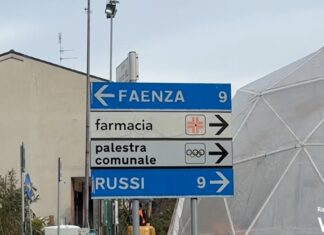 FAENZA 9
farmacia
palestra
comunale
RUSSI 9